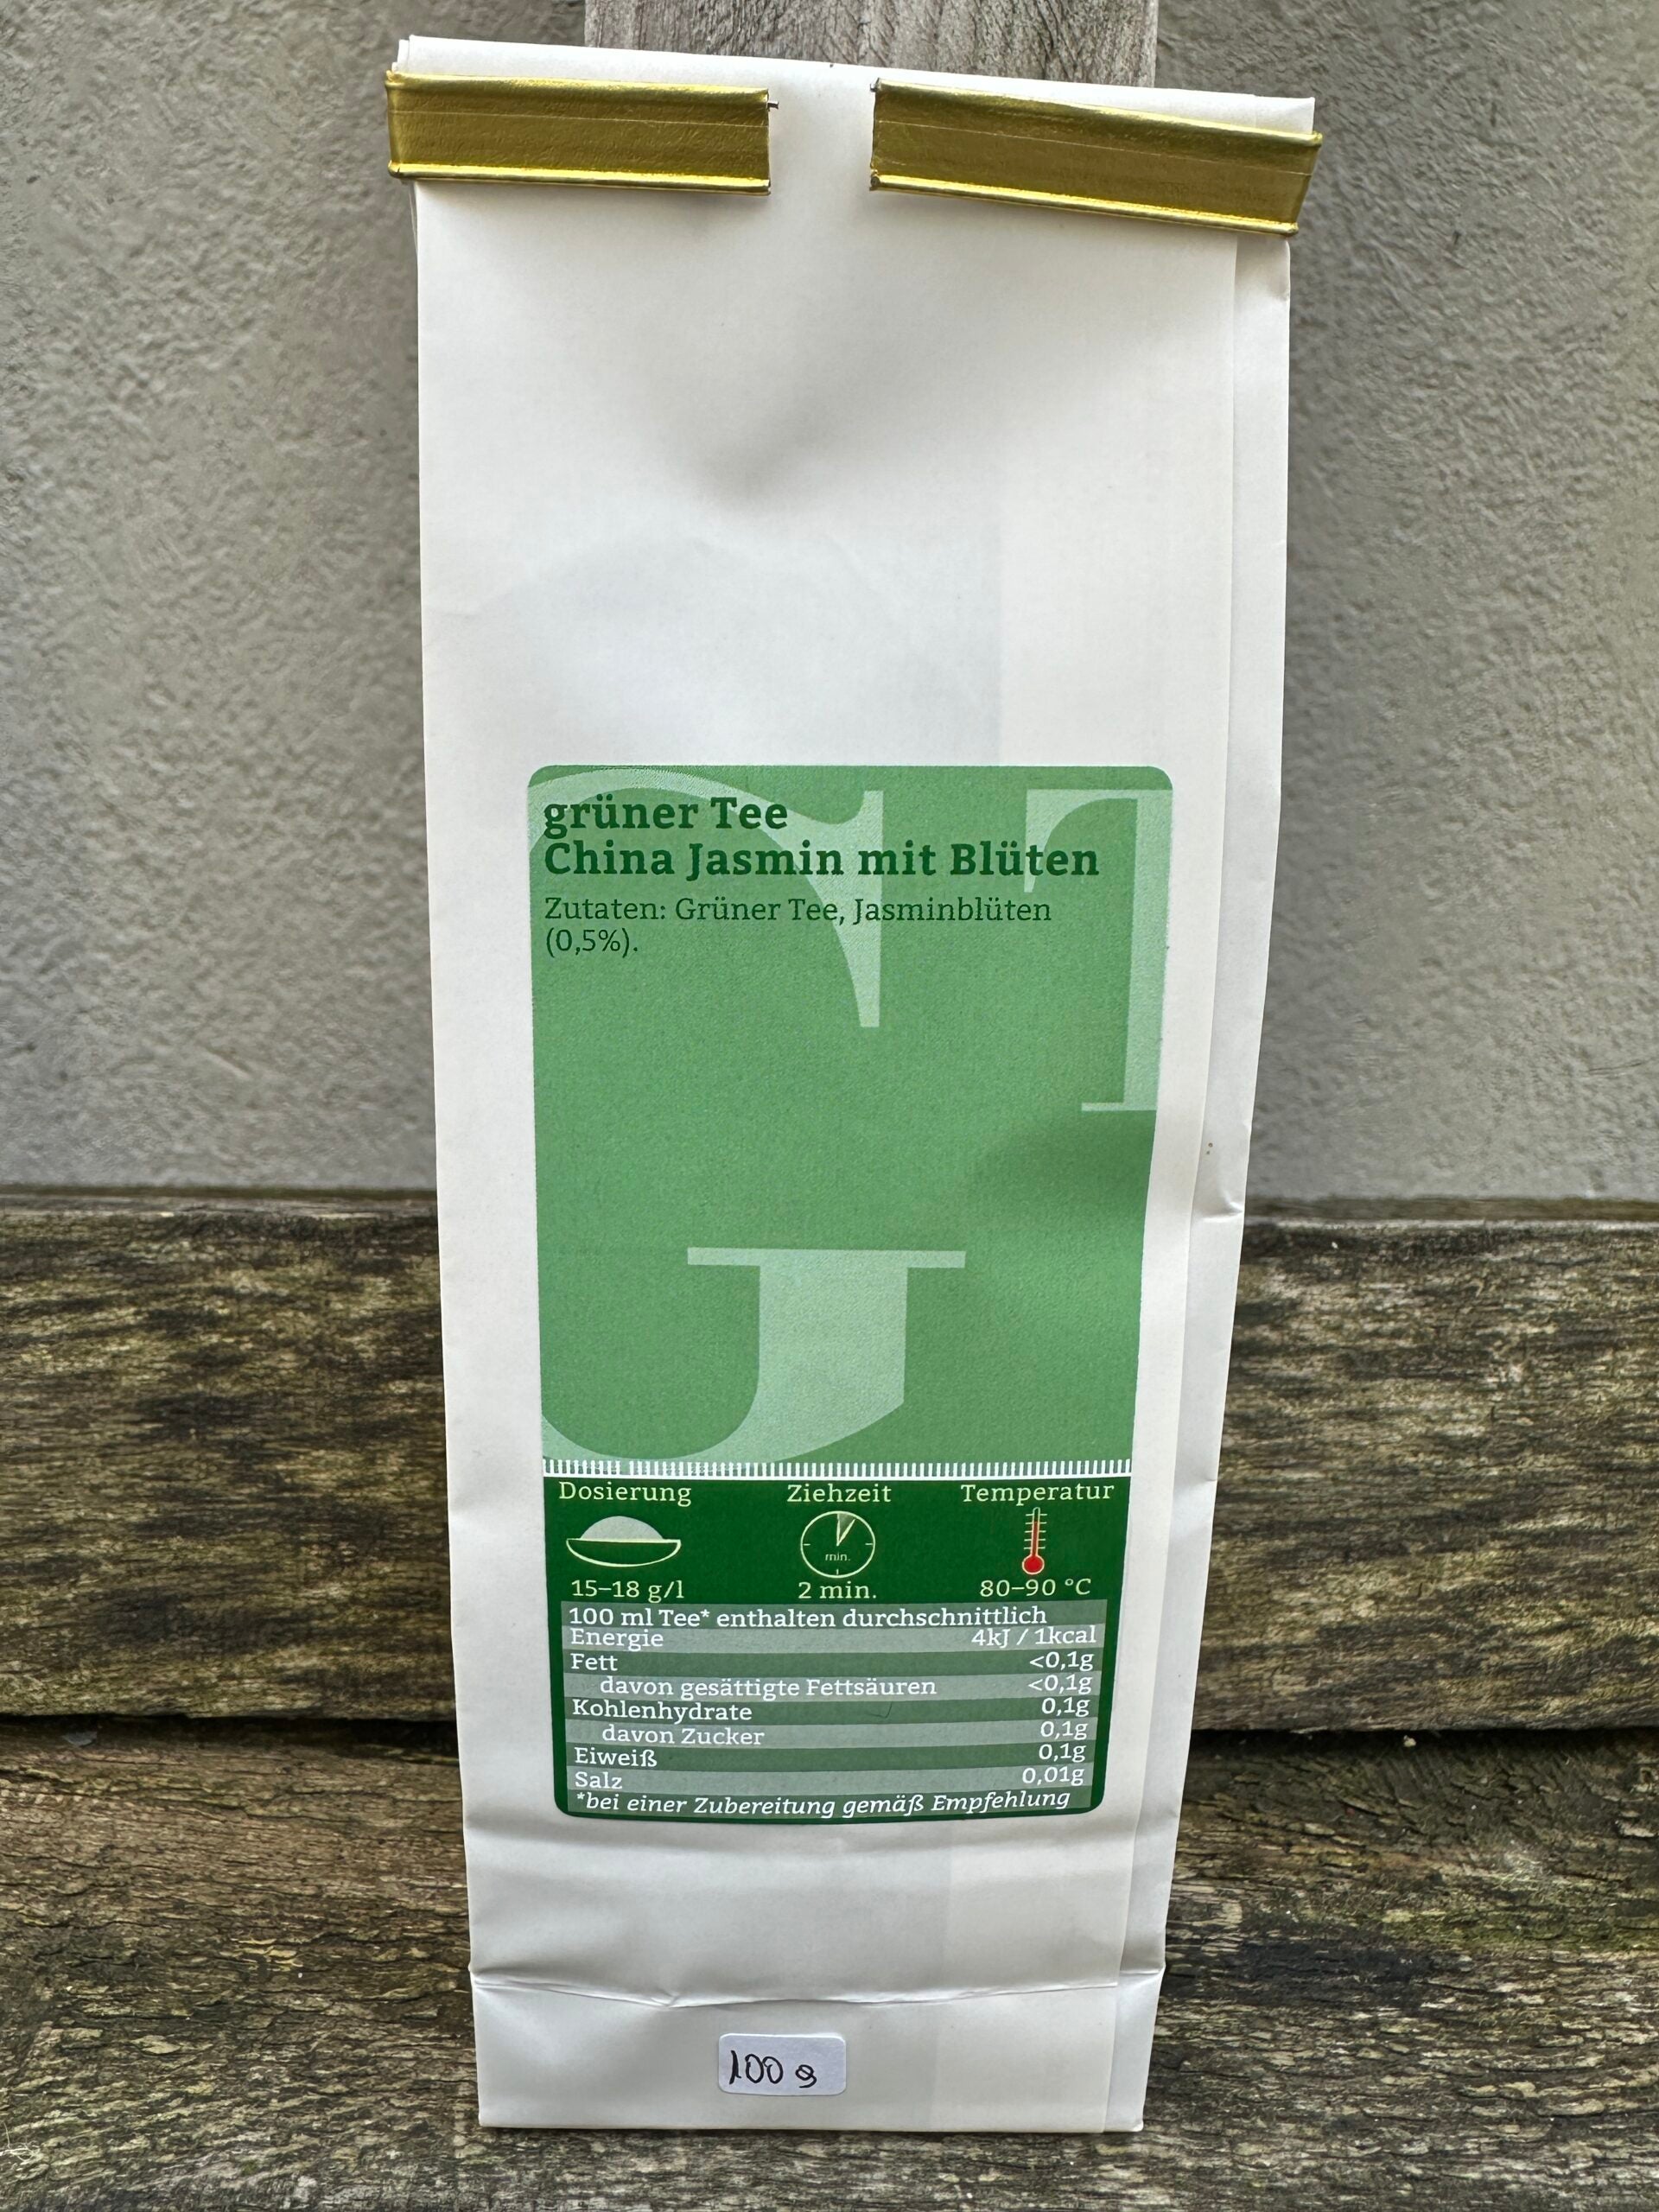 grüner Tee
China Jasmin mit Blüten
Zutaten: Grüner Tee, Jasminblüten
(0,5%).
G T
Dosierung Ziehzeit Temperatur
min.
15–18 g/l 2 min. 80–90 °C
100 ml Tee* enthalten durchschnittlich
Energie 4kJ / 1kcal
Fett <0,1g
davon gesättigte Fettsäuren <0,1g
Kohlenhydrate 0,1g
davon Zucker 0,1g
Eiweiß 0,1g
Salz 0,01g
*bei einer Zubereitung gemäß Empfehlung
100 g